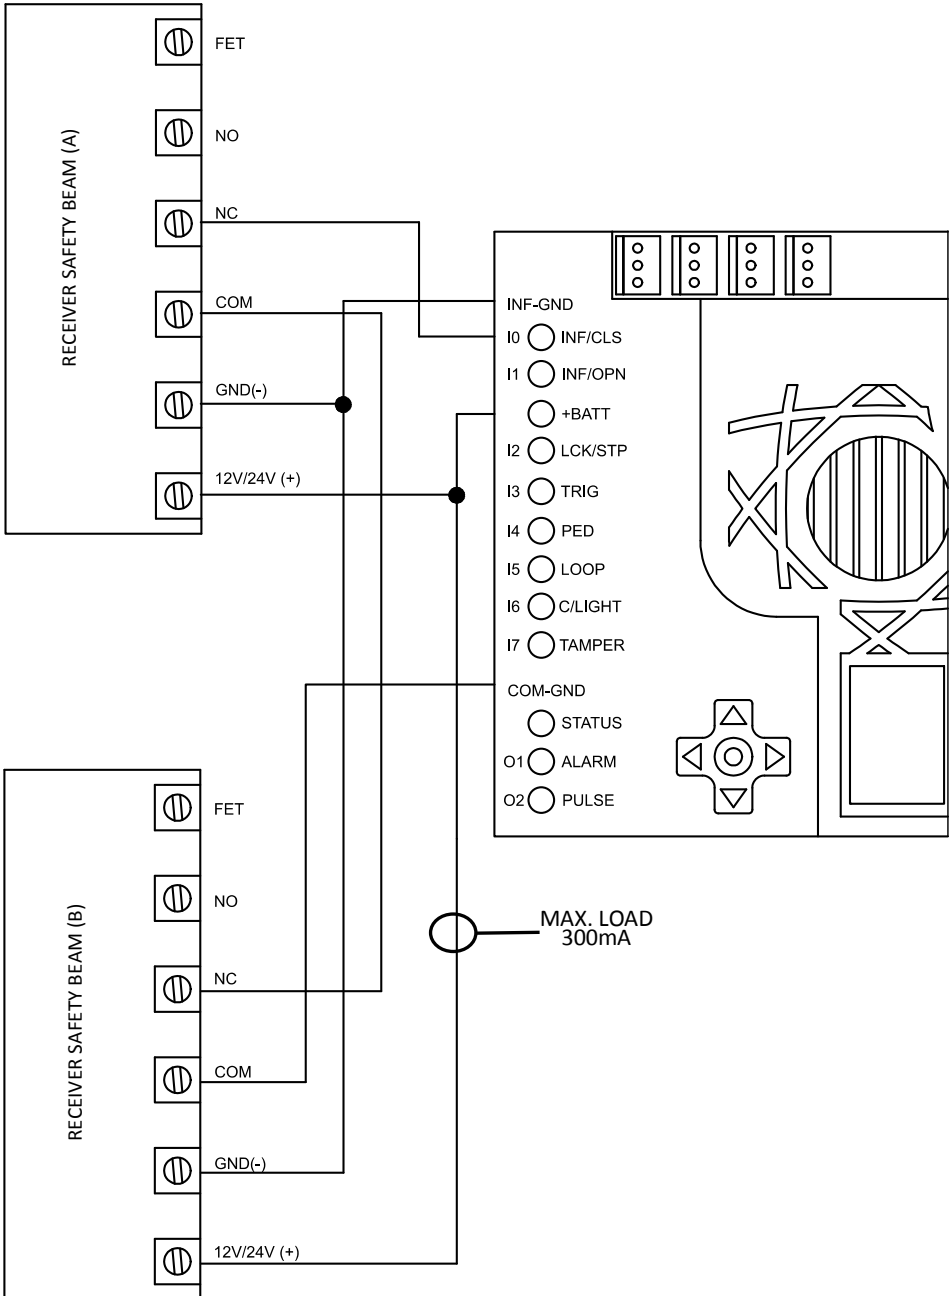 RECEIVER SAFETY BEAM (A)
FET
NO
NC
COM
GND(-)
12V/24V (+)
INF-GND
I0 INF/CLS
I1 INF/OPN
+BATT
I2 LCK/STP
I3 TRIG
I4 PED
I5 LOOP
I6 C/LIGHT
I7 TAMPER
COM-GND
STATUS
O1 ALARM
O2 PULSE
RECEIVER SAFETY BEAM (B)
FET
NO
NC
COM
GND(-)
12V/24V (+)
MAX. LOAD
300mA